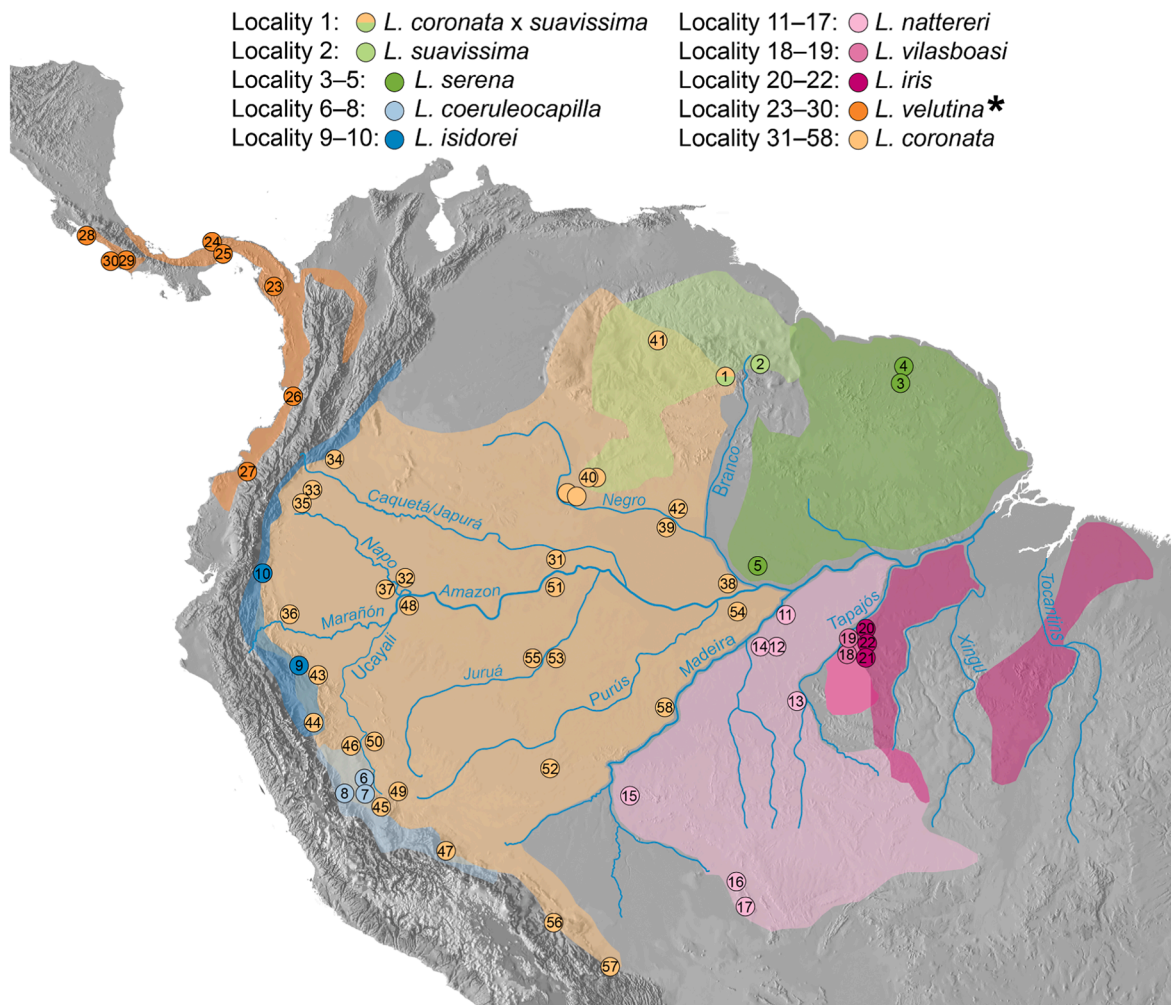 Locality 1: L. coronata x suavissima
Locality 2: L. suavissima
Locality 3–5: L. serena
Locality 6–8: L. coeruleocapilla
Locality 9–10: L. isidorei
Locality 11–17: L. nattereri
Locality 18–19: L. vilasboasi
Locality 20–22: L. iris
Locality 23–30: L. velutina*
Locality 31–58: L. coronata
28
24
25
30
29
23
41
4
2
1
3
26
34
27
Branco
40
33
35
Caquetá/Japurá
Negro
42
39
Napo
31
5
10
32
37
Amazon
51
38
Tocantins
48
54
11
36
Marañón
Tapajós
20
19
22
14
12
18
21
Xingu
Ucayali
Madeira
55
53
9
43
Juruá
Purús
13
58
44
46
50
52
6
8
7
49
45
15
47
16
17
56
57